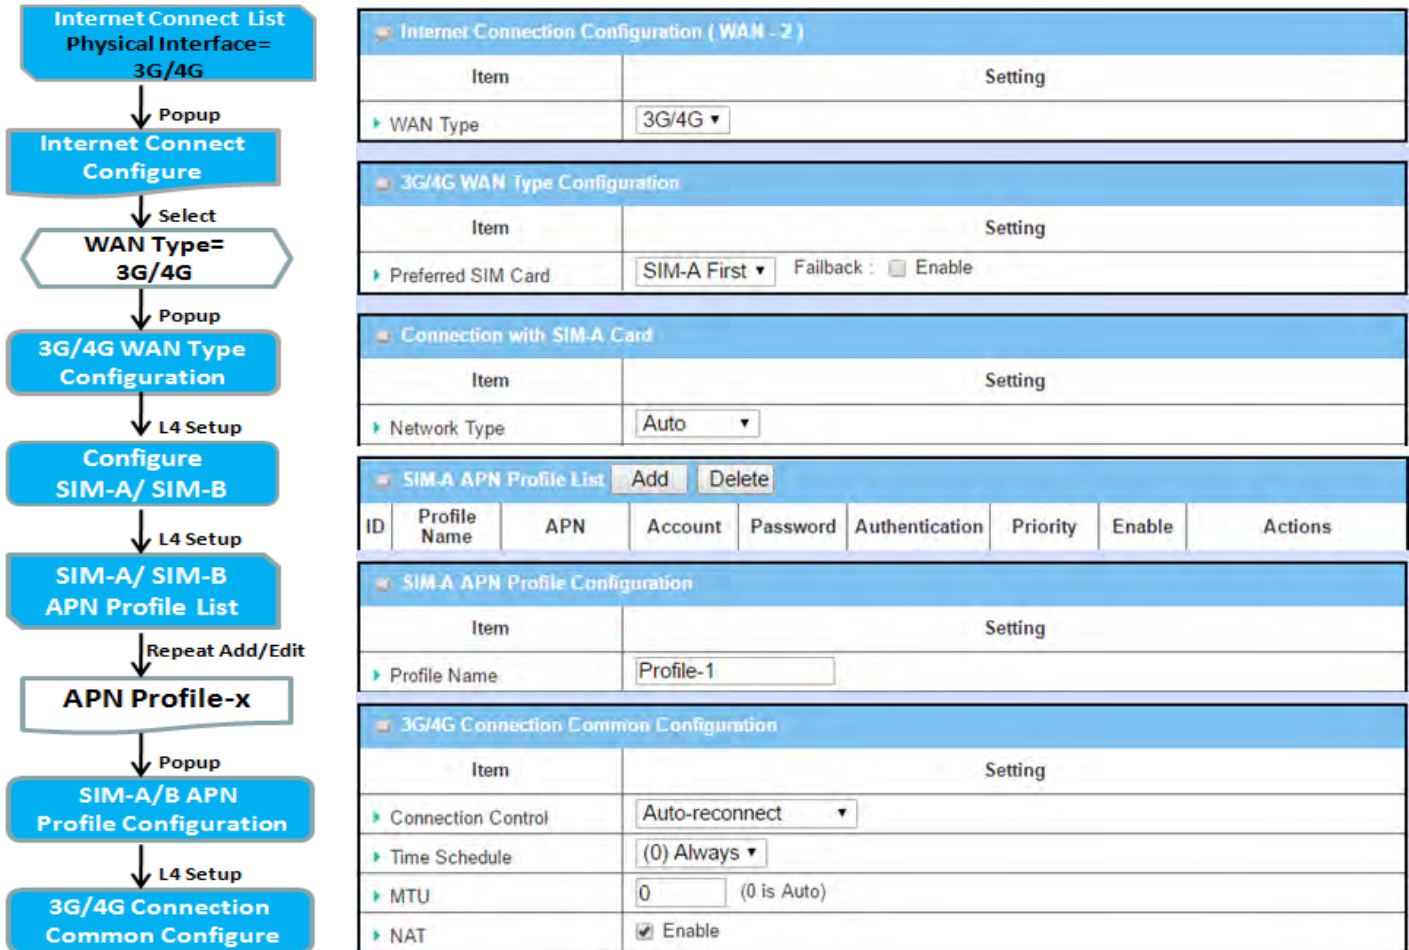 Internet Connect List
Physical Interface=
3G/4G
Popup
Internet Connect
Configure
Select
WAN Type=
3G/4G
Popup
3G/4G WAN Type
Configuration
L4 Setup
Configure
SIM-A/ SIM-B
L4 Setup
SIM-A/ SIM-B
APN Profile List
Repeat Add/Edit
APN Profile-x
Popup
SIM-A/B APN
Profile Configuration
L4 Setup
3G/4G Connection
Common Configure
Internet Connection Configuration ( WAN - 2 )
Item Setting
WAN Type 3G/4G
3G/4G WAN Type Configuration
Item Setting
Preferred SIM Card SIM-A First Failback : Enable
Connection with SIM-A Card
Item Setting
Network Type Auto
SIM-A APN Profile List Add Delete
ID Profile Name APN Account Password Authentication Priority Enable Actions
SIM-A APN Profile Configuration
Item Setting
Profile Name Profile-1
3G/4G Connection Common Configuration
Item Setting
Connection Control Auto-reconnect
Time Schedule (0) Always
MTU 0 (0 is Auto)
NAT Enable